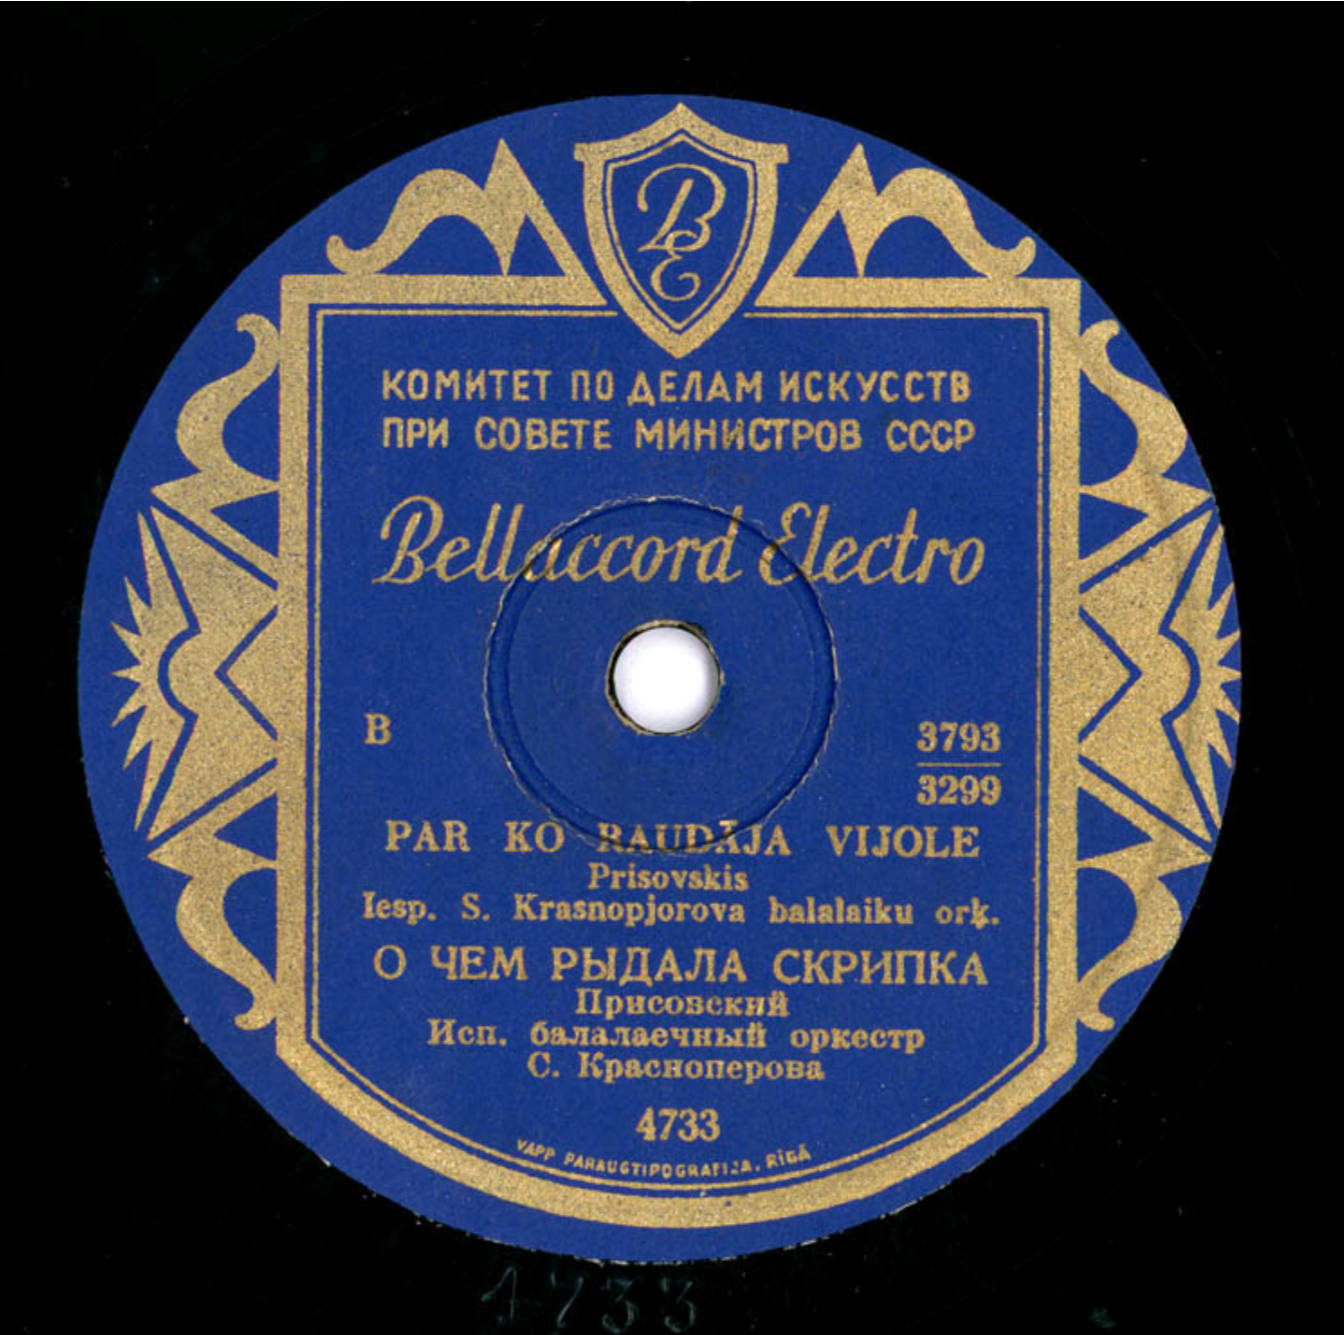 BE
КОМИТЕТ ПО ДЕЛАМ ИСКУССТВ
ПРИ СОВЕТЕ МИНИСТРОВ СССР
Bellaccord Electro
B 3793
3299
PAR KO RAUDĀJA VIJOLE
Prisovskis
Iesp. S. Krasnopjorova balalaiku orķ.
О ЧЕМ РЫДАЛА СКРИПКА
Присовский
Исп. балалаечный оркестр
С. Красноперова
4733
VAPP PARAUGTIPOGRAFIJA, RĪGĀ
4733